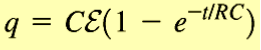 q = Cℰ(1 − e^{−t/RC})